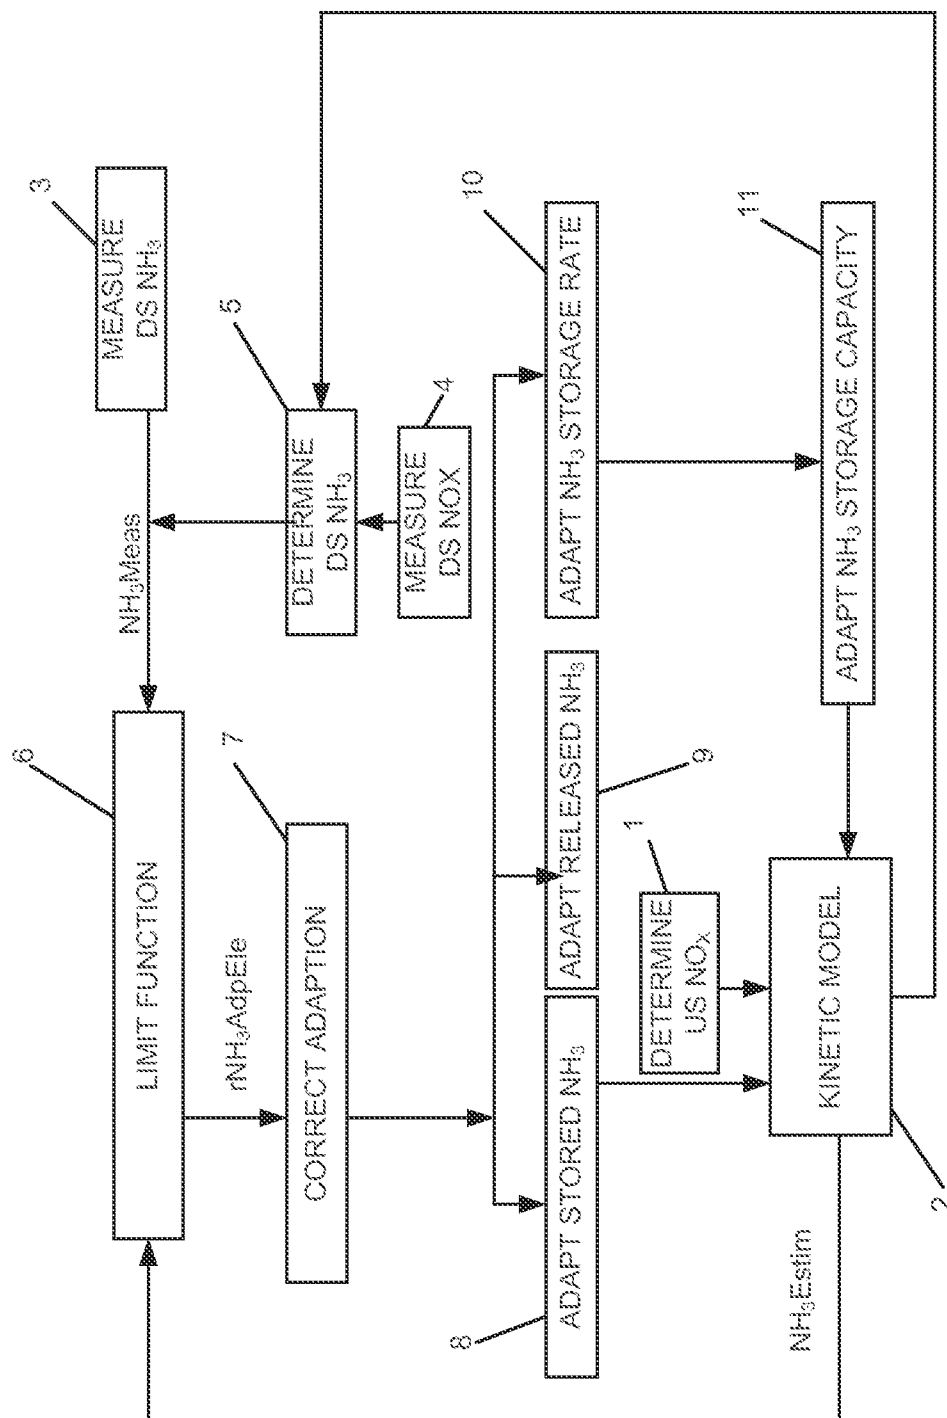 3
MEASURE
DS NH₃
NH₃Meas
6
LIMIT FUNCTION
5
DETERMINE
DS NH₃
4
MEASURE
DS NOX
rNH₃AdpEle
7
CORRECT ADAPTION
8
ADAPT STORED NH₃
9
ADAPT RELEASED NH₃
10
ADAPT NH₃ STORAGE RATE
11
ADAPT NH₃ STORAGE CAPACITY
1
DETERMINE
US NOₓ
KINETIC MODEL
2
NH₃Estim